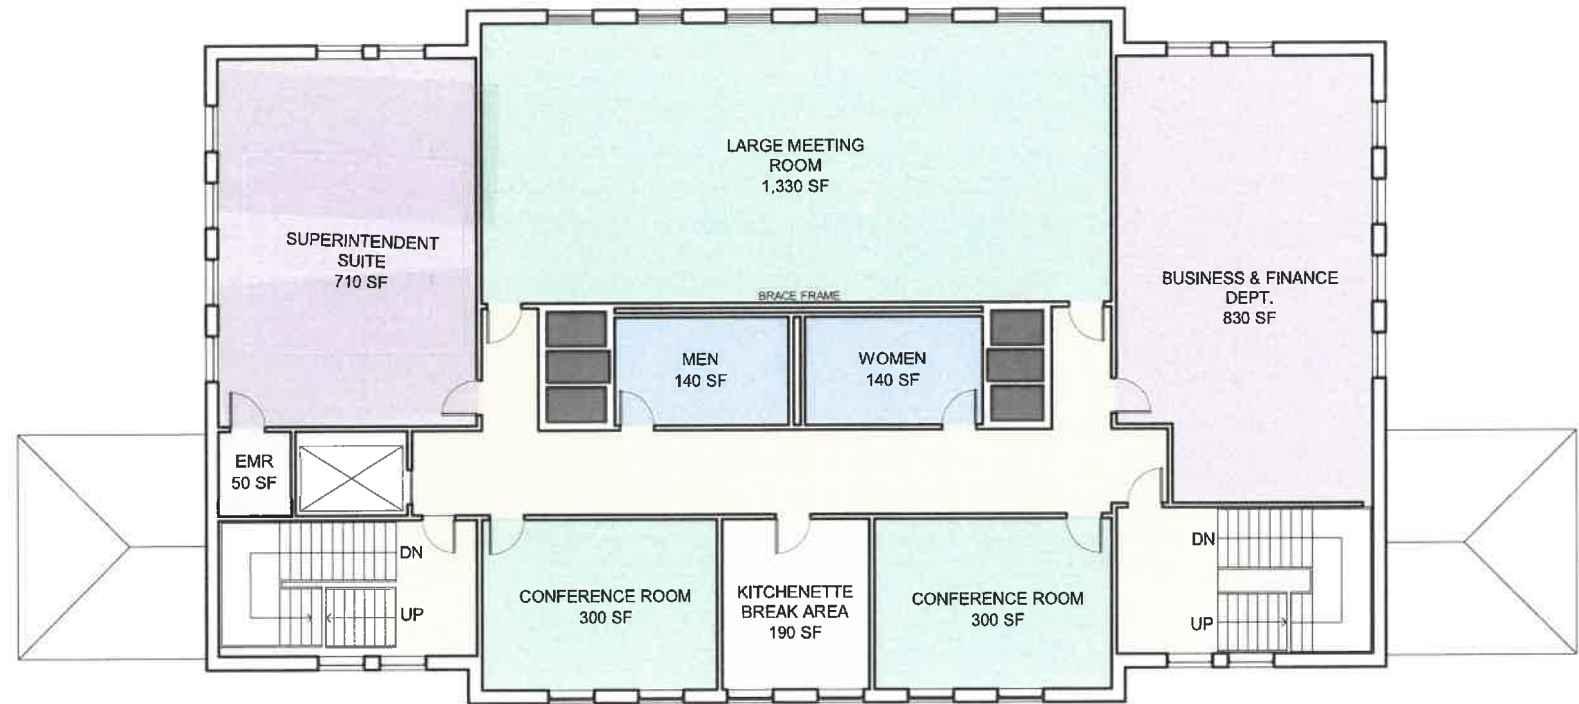 LARGE MEETING
ROOM
1,330 SF
SUPERINTENDENT
SUITE
710 SF
BUSINESS & FINANCE
DEPT.
830 SF
BRACE FRAME
MEN
140 SF
WOMEN
140 SF
EMR
50 SF
DN
UP
CONFERENCE ROOM
300 SF
KITCHENETTE
BREAK AREA
190 SF
CONFERENCE ROOM
300 SF
DN
UP